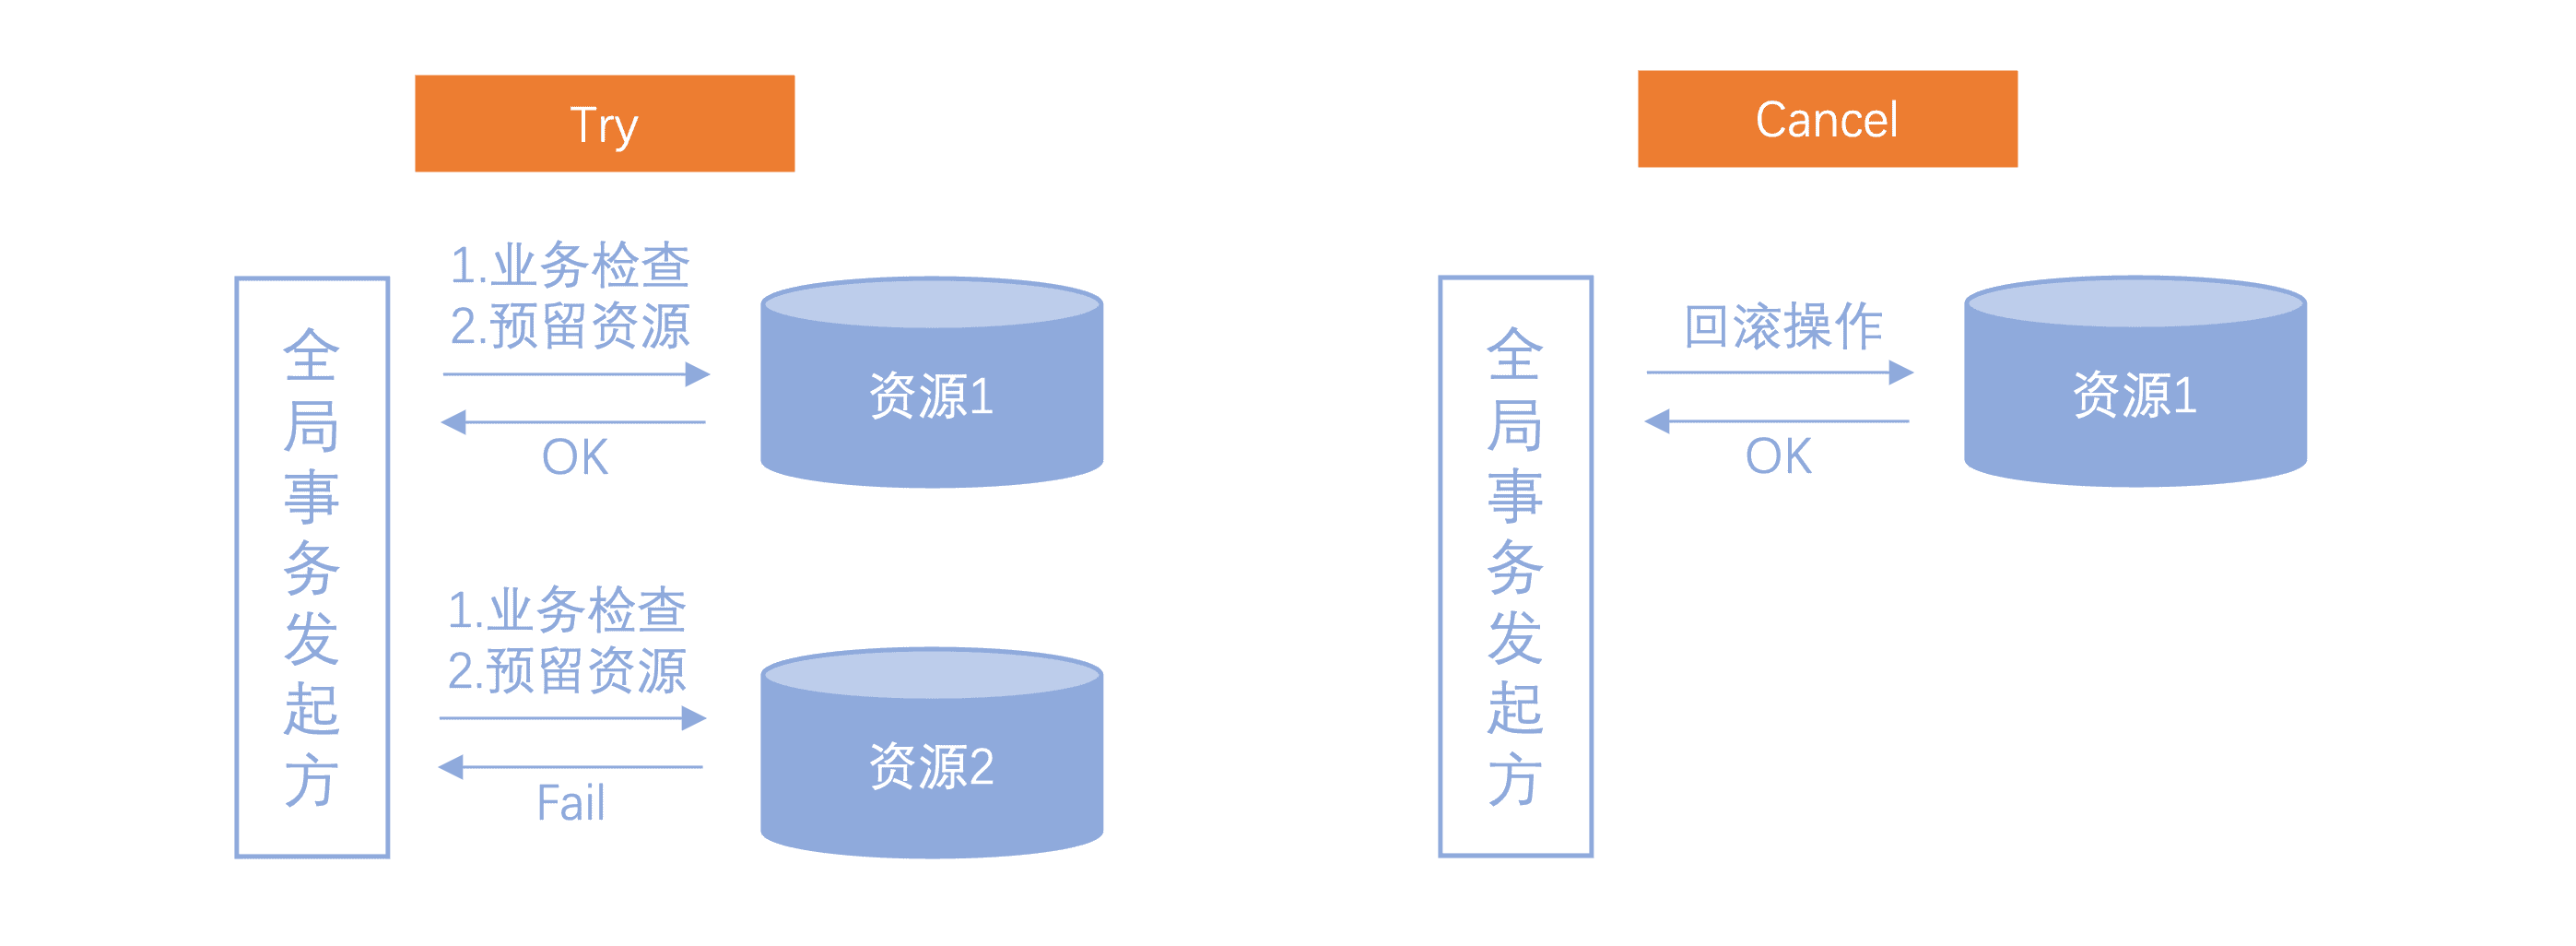 Try
全局事务发起方
1.业务检查
2.预留资源
OK
资源1
1.业务检查
2.预留资源
Fail
资源2
Cancel
全局事务发起方
回滚操作
OK
资源1